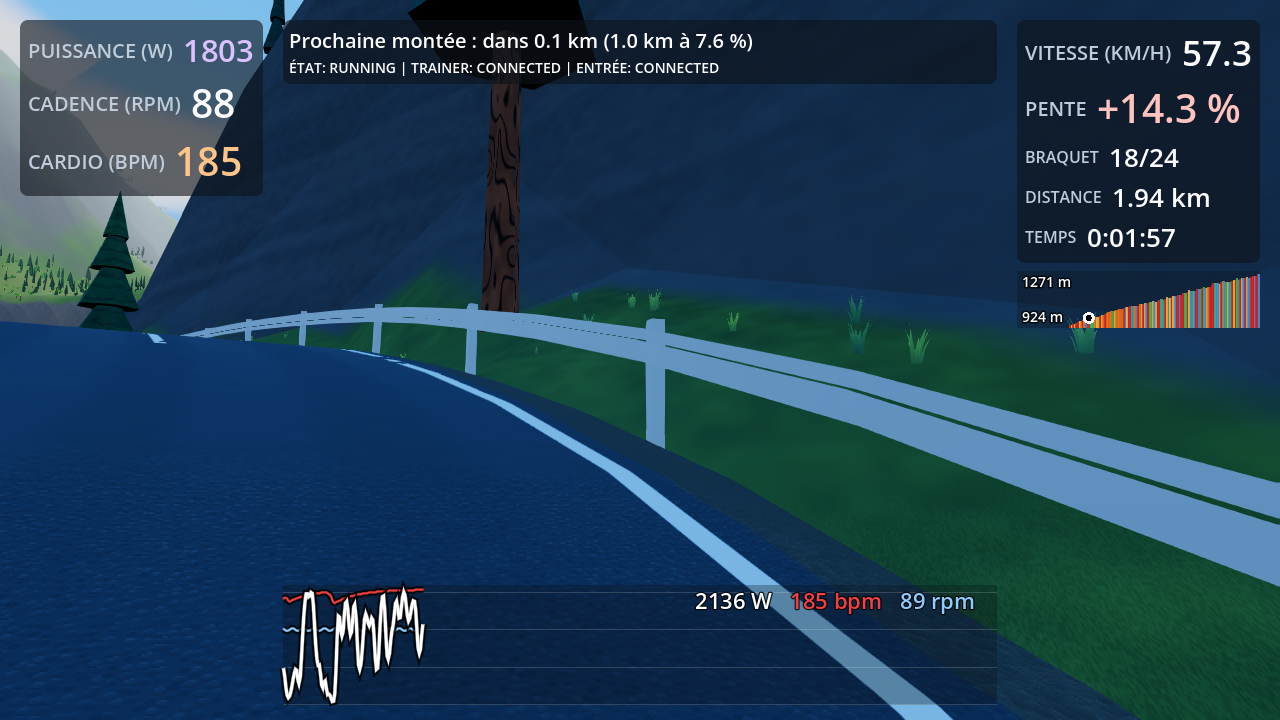 PUISSANCE (W) 1803
CADENCE (RPM) 88
CARDIO (BPM) 185
Prochaine montée : dans 0.1 km (1.0 km à 7.6 %)
ÉTAT: RUNNING | TRAINER: CONNECTED | ENTRÉE: CONNECTED
VITESSE (KM/H) 57.3
PENTE +14.3 %
BRAQUET 18/24
DISTANCE 1.94 km
TEMPS 0:01:57
1271 m
924 m
2136 W 185 bpm 89 rpm